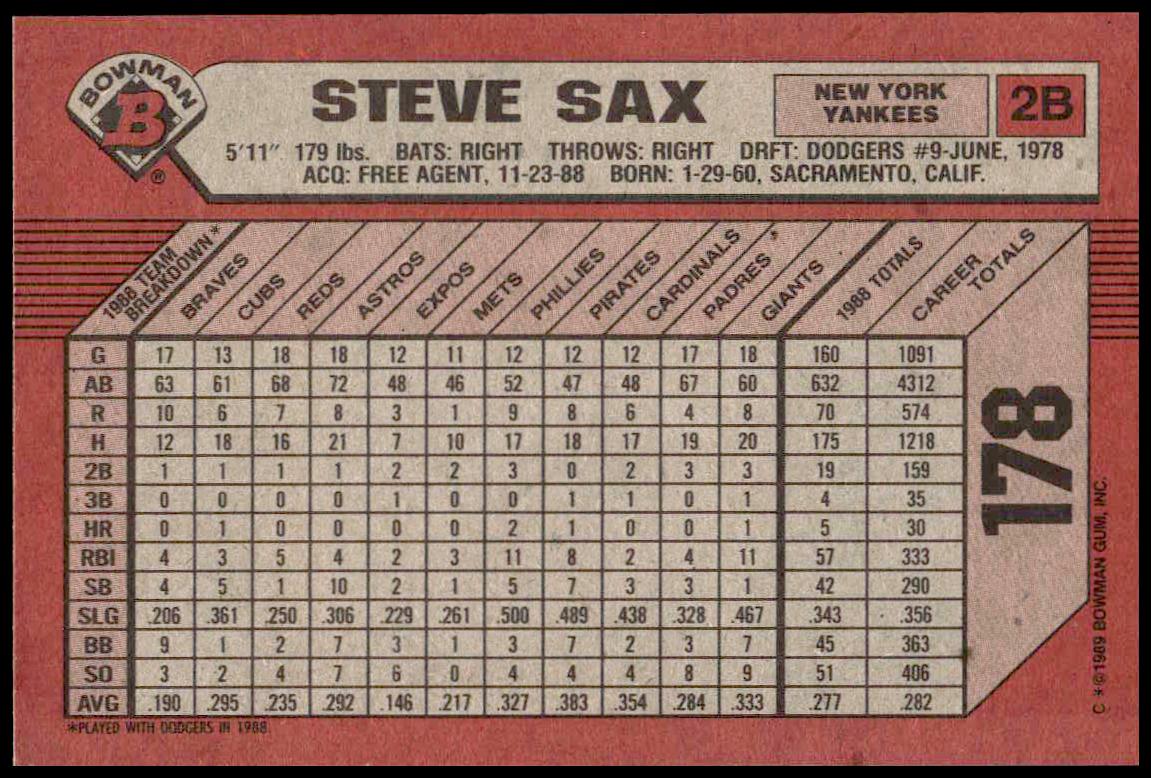 BOWMAN
B
®
STEVE SAX
NEW YORK
YANKEES
2B
5'11" 179 lbs. BATS: RIGHT THROWS: RIGHT DRFT: DODGERS #9-JUNE, 1978
ACQ: FREE AGENT, 11-23-88 BORN: 1-29-60, SACRAMENTO, CALIF.
1988 TEAM BREAKDOWN* BRAVES CUBS REDS ASTROS EXPOS METS PHILLIES PIRATES CARDINALS PADRES GIANTS 1988 TOTALS CAREER TOTALS
G 17 13 18 18 12 11 12 12 12 17 18 160 1091
AB 63 61 68 72 48 46 52 47 48 67 60 632 4312
R 10 6 7 8 3 1 9 8 6 4 8 70 574
H 12 18 16 21 7 10 17 18 17 19 20 175 1218
2B 1 1 1 1 2 2 3 0 2 3 3 19 159
3B 0 0 0 0 1 0 0 1 1 0 1 4 35
HR 0 1 0 0 0 0 2 1 0 0 1 5 30
RBI 4 3 5 4 2 3 11 8 2 4 11 57 333
SB 4 5 1 10 2 1 5 7 3 3 1 42 290
SLG .206 .361 .250 .306 .229 .261 .500 .489 .438 .328 .467 .343 .356
BB 9 1 2 7 3 1 3 7 2 3 7 45 363
SO 3 2 4 7 6 0 4 4 4 8 9 51 406
AVG .190 .295 .235 .292 .146 .217 .327 .383 .354 .284 .333 .277 .282
*PLAYED WITH DODGERS IN 1988
178
C *©1989 BOWMAN GUM, INC.